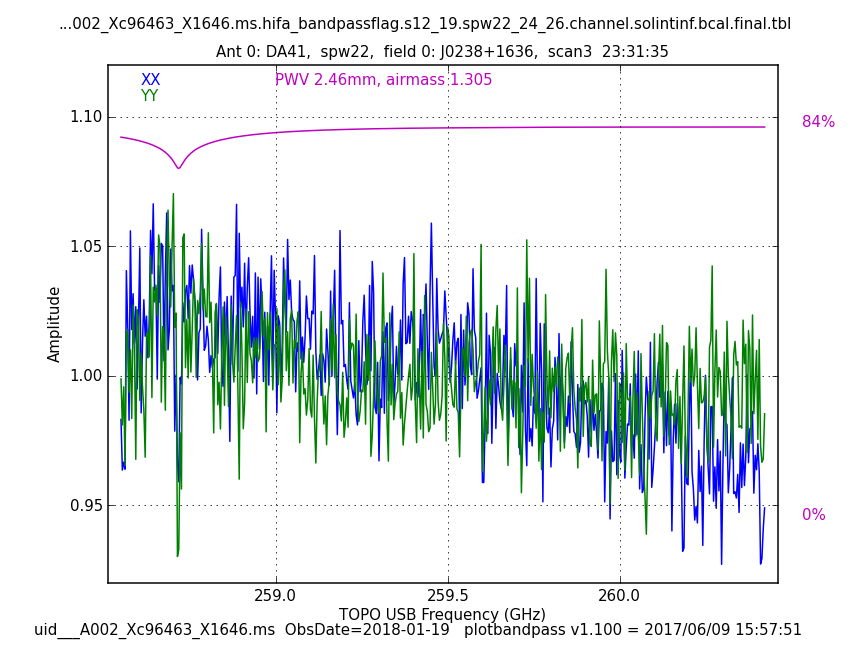 ...002_Xc96463_X1646.ms.hifa_bandpassflag.s12_19.spw22_24_26.channel.solintinf.bcal.final.tbl
Ant 0: DA41,  spw22,  field 0: J0238+1636,  scan3  23:31:35
XX
PWV 2.46mm, airmass 1.305
YY
1.10
84%
1.05
Amplitude
1.00
0.95
0%
259.0
259.5
260.0
TOPO USB Frequency (GHz)
uid___A002_Xc96463_X1646.ms  ObsDate=2018-01-19   plotbandpass v1.100 = 2017/06/09 15:57:51